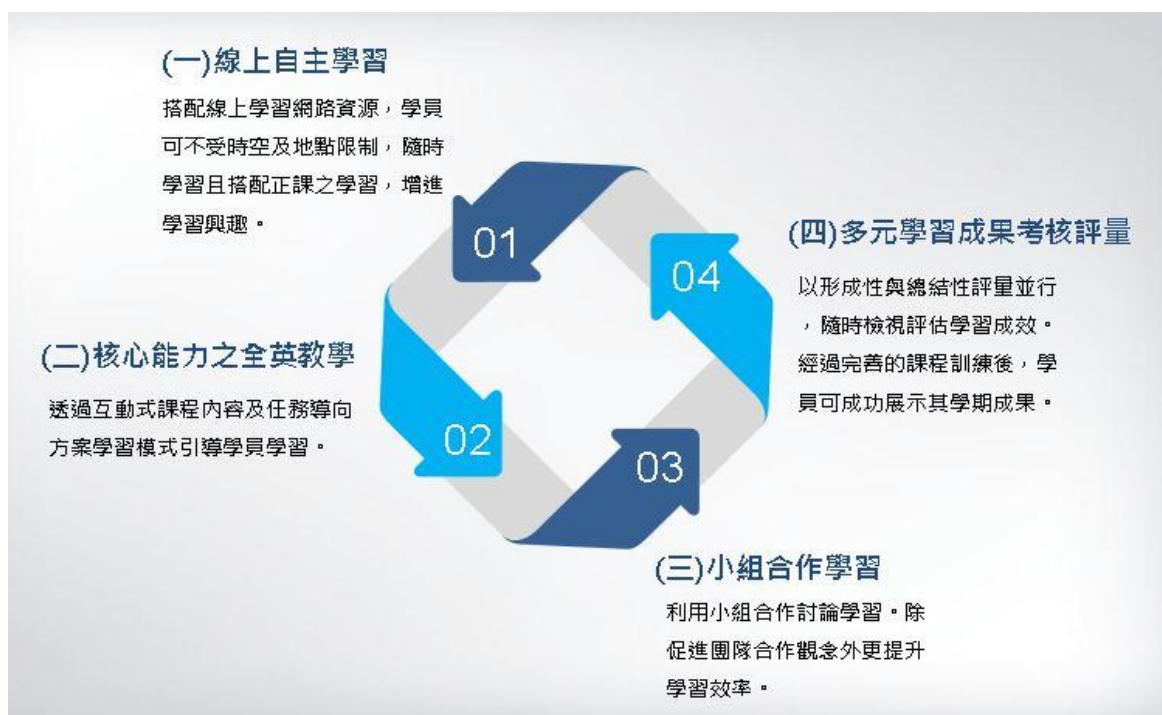 (一)線上自主學習
搭配線上學習網路資源，學員
可不受時空及地點限制，隨時
學習且搭配正課之學習，增進
學習興趣。
01
(二)核心能力之全英教學
透過互動式課程內容及任務導向
方案學習模式引導學員學習。
02
03
(三)小組合作學習
利用小組合作討論學習。除
促進團隊合作觀念外更提升
學習效率。
04
(四)多元學習成果考核評量
以形成性與總結性評量並行
，隨時檢視評估學習成效。
經過完善的課程訓練後，學
員可成功展示其學期成果。